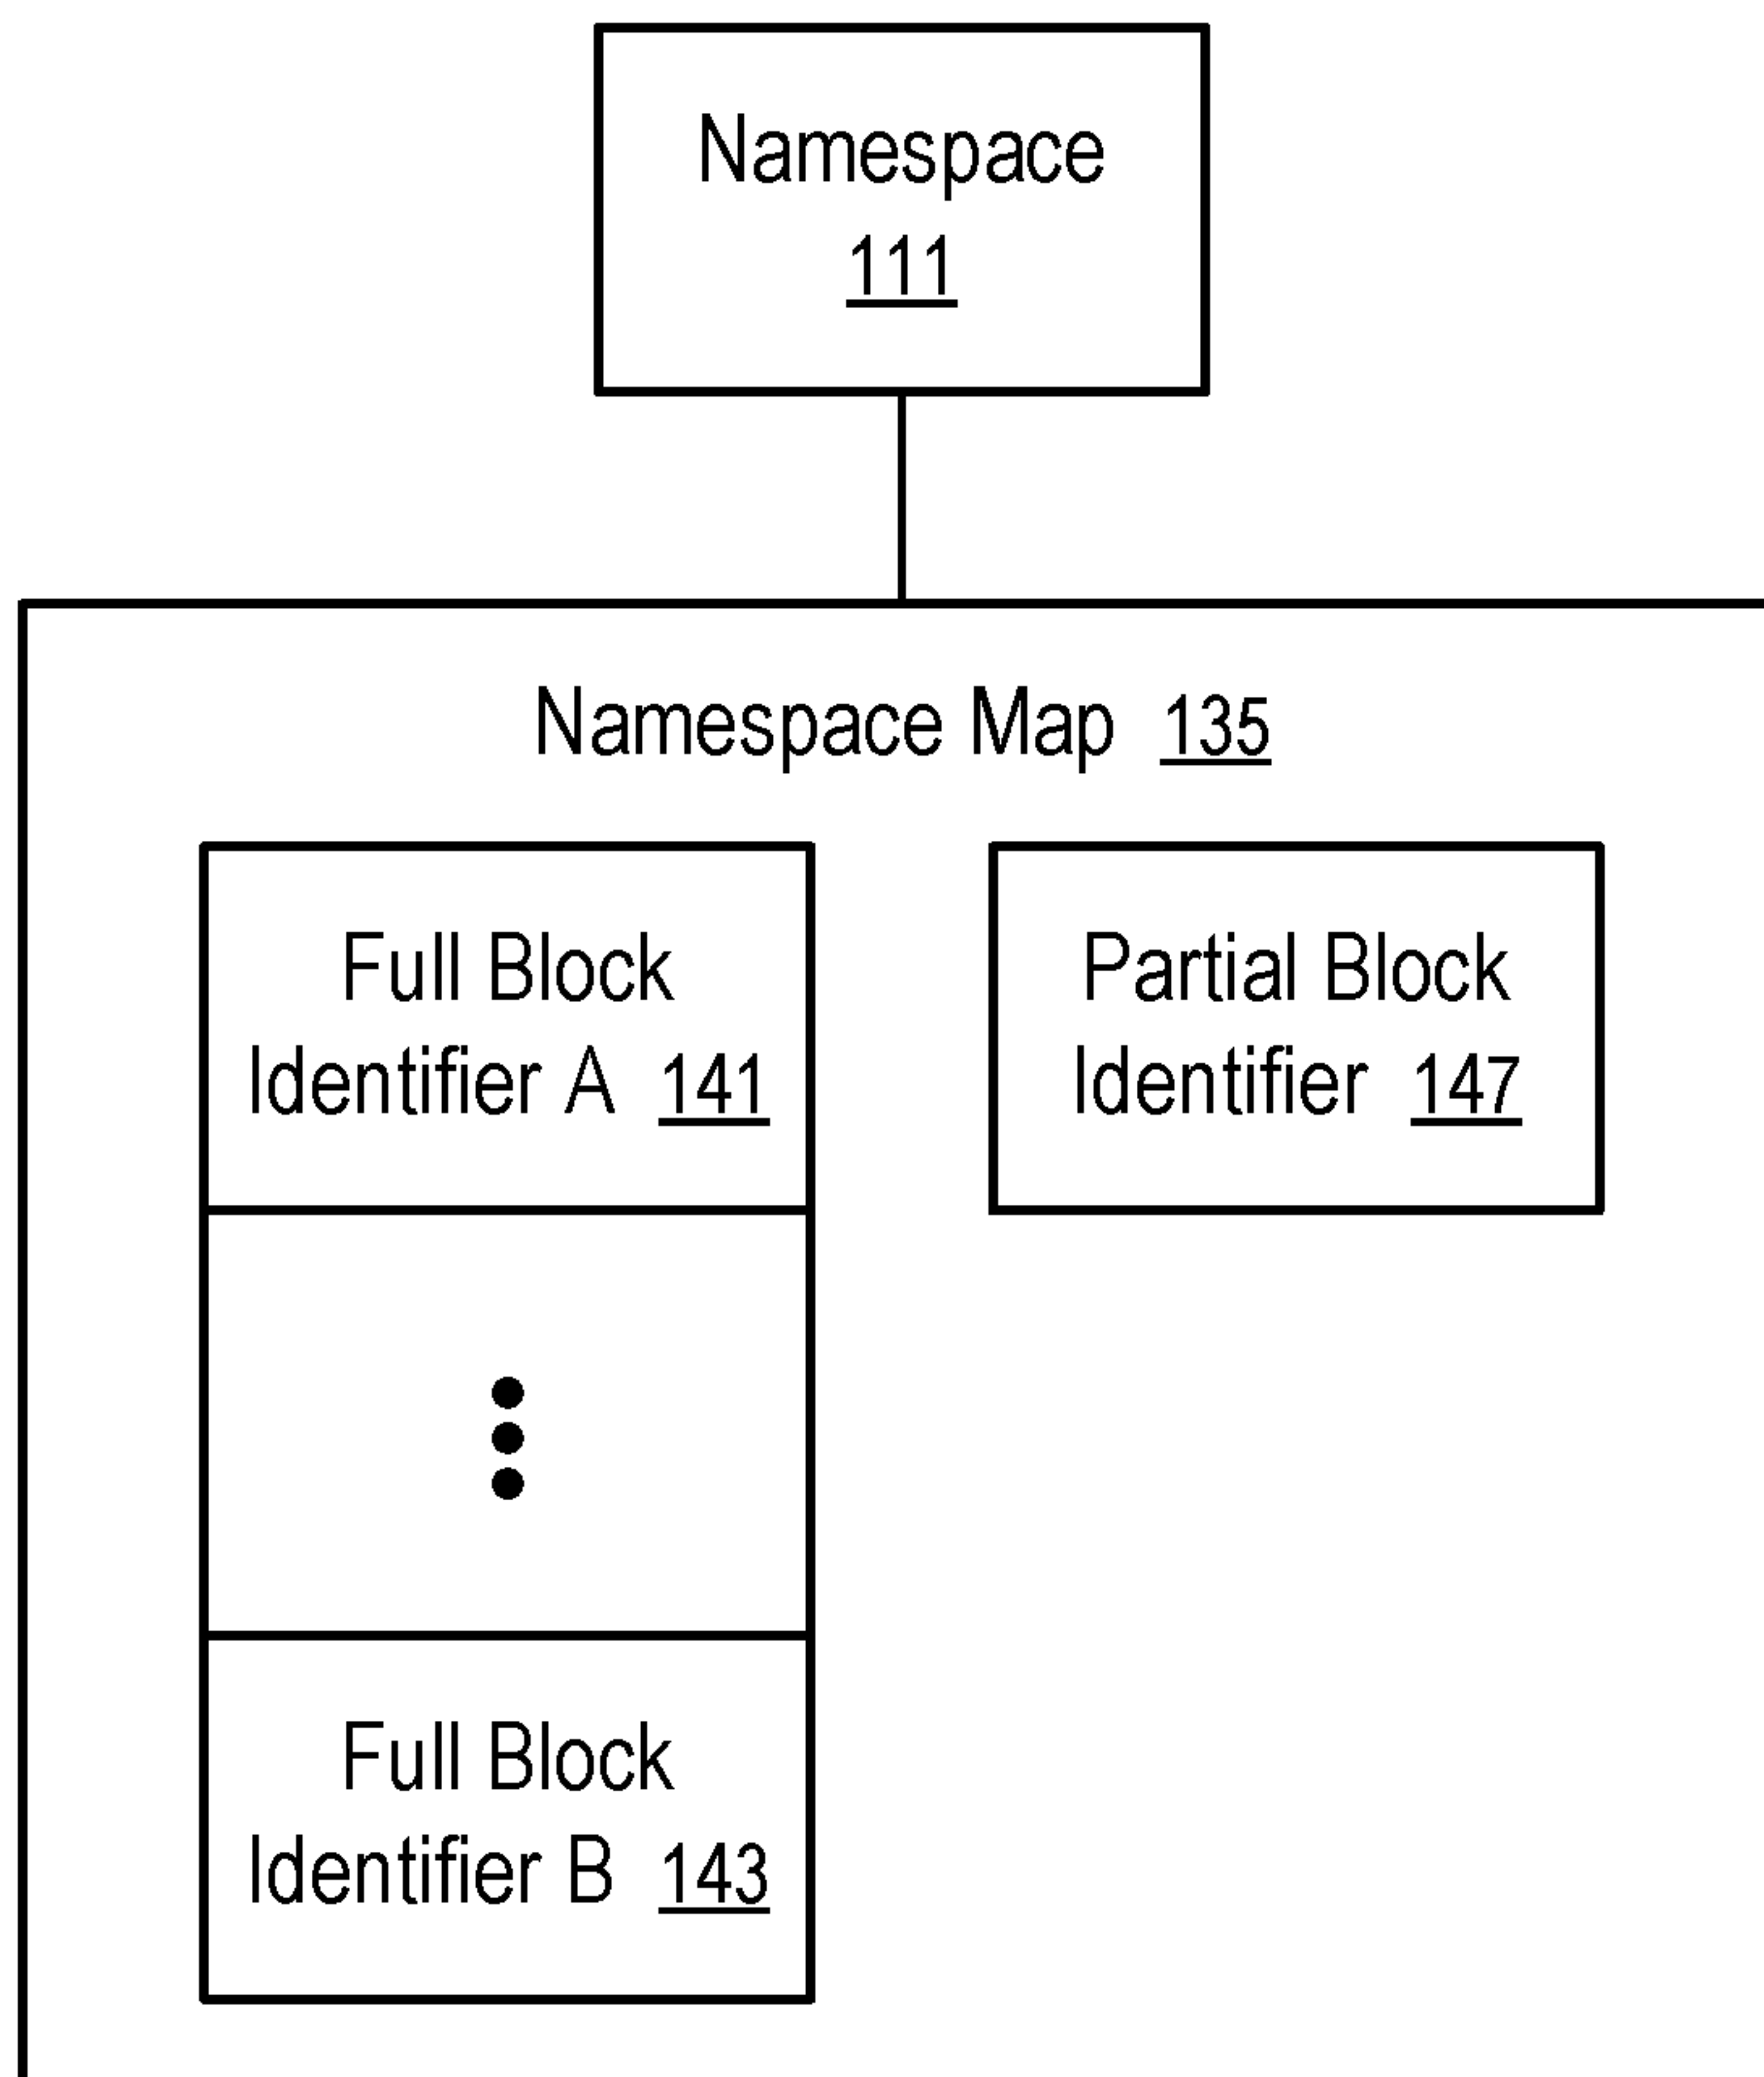 Namespace
111
Namespace Map 135
Full Block
Identifier A 141
Partial Block
Identifier 147
Full Block
Identifier B 143